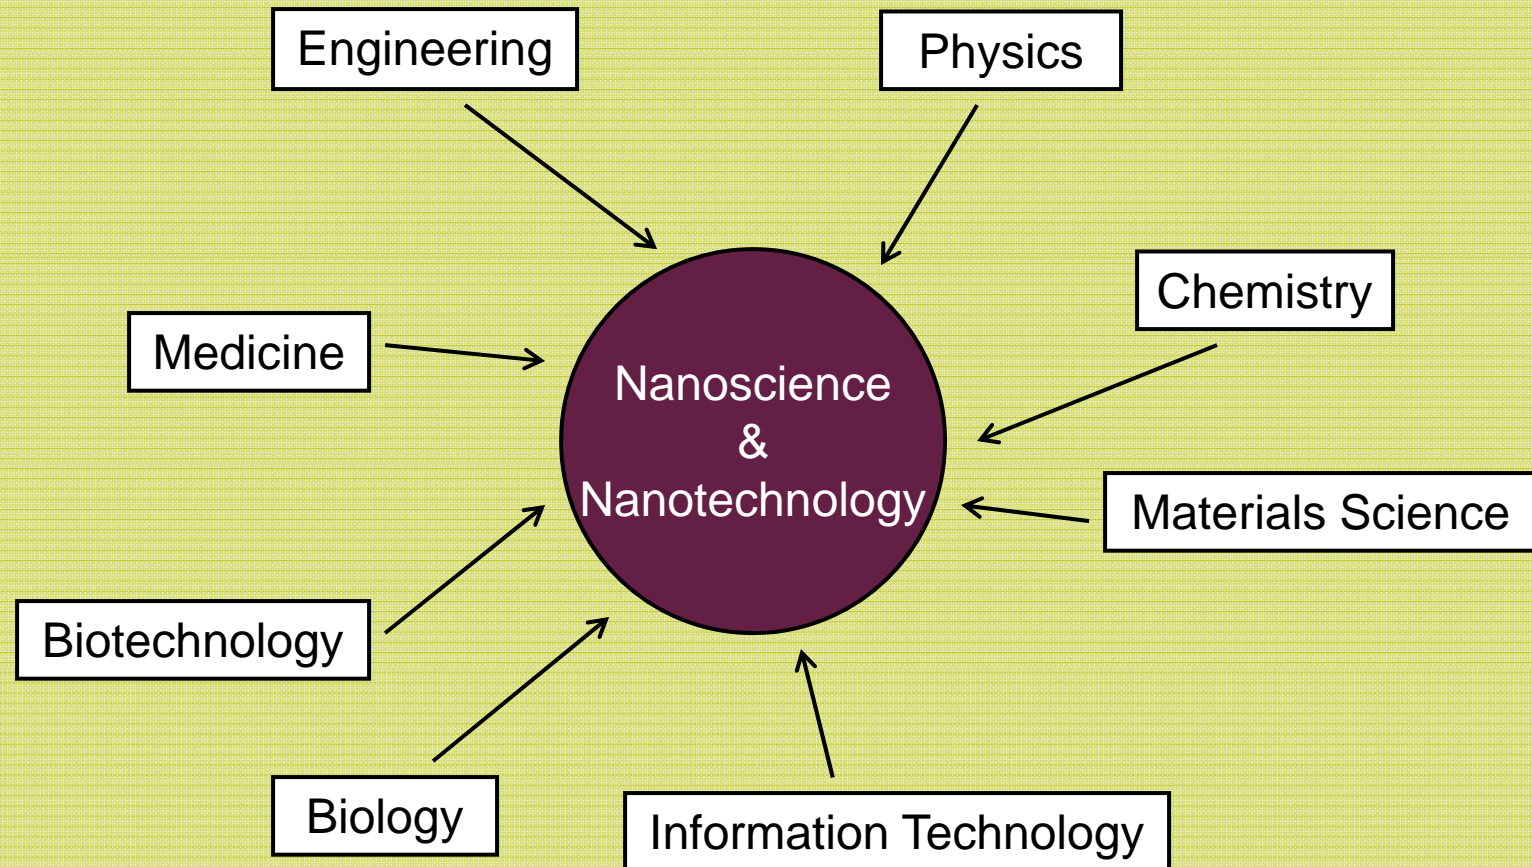 Engineering
Physics
Chemistry
Medicine
Nanoscience
&
Nanotechnology
Materials Science
Biotechnology
Biology
Information Technology